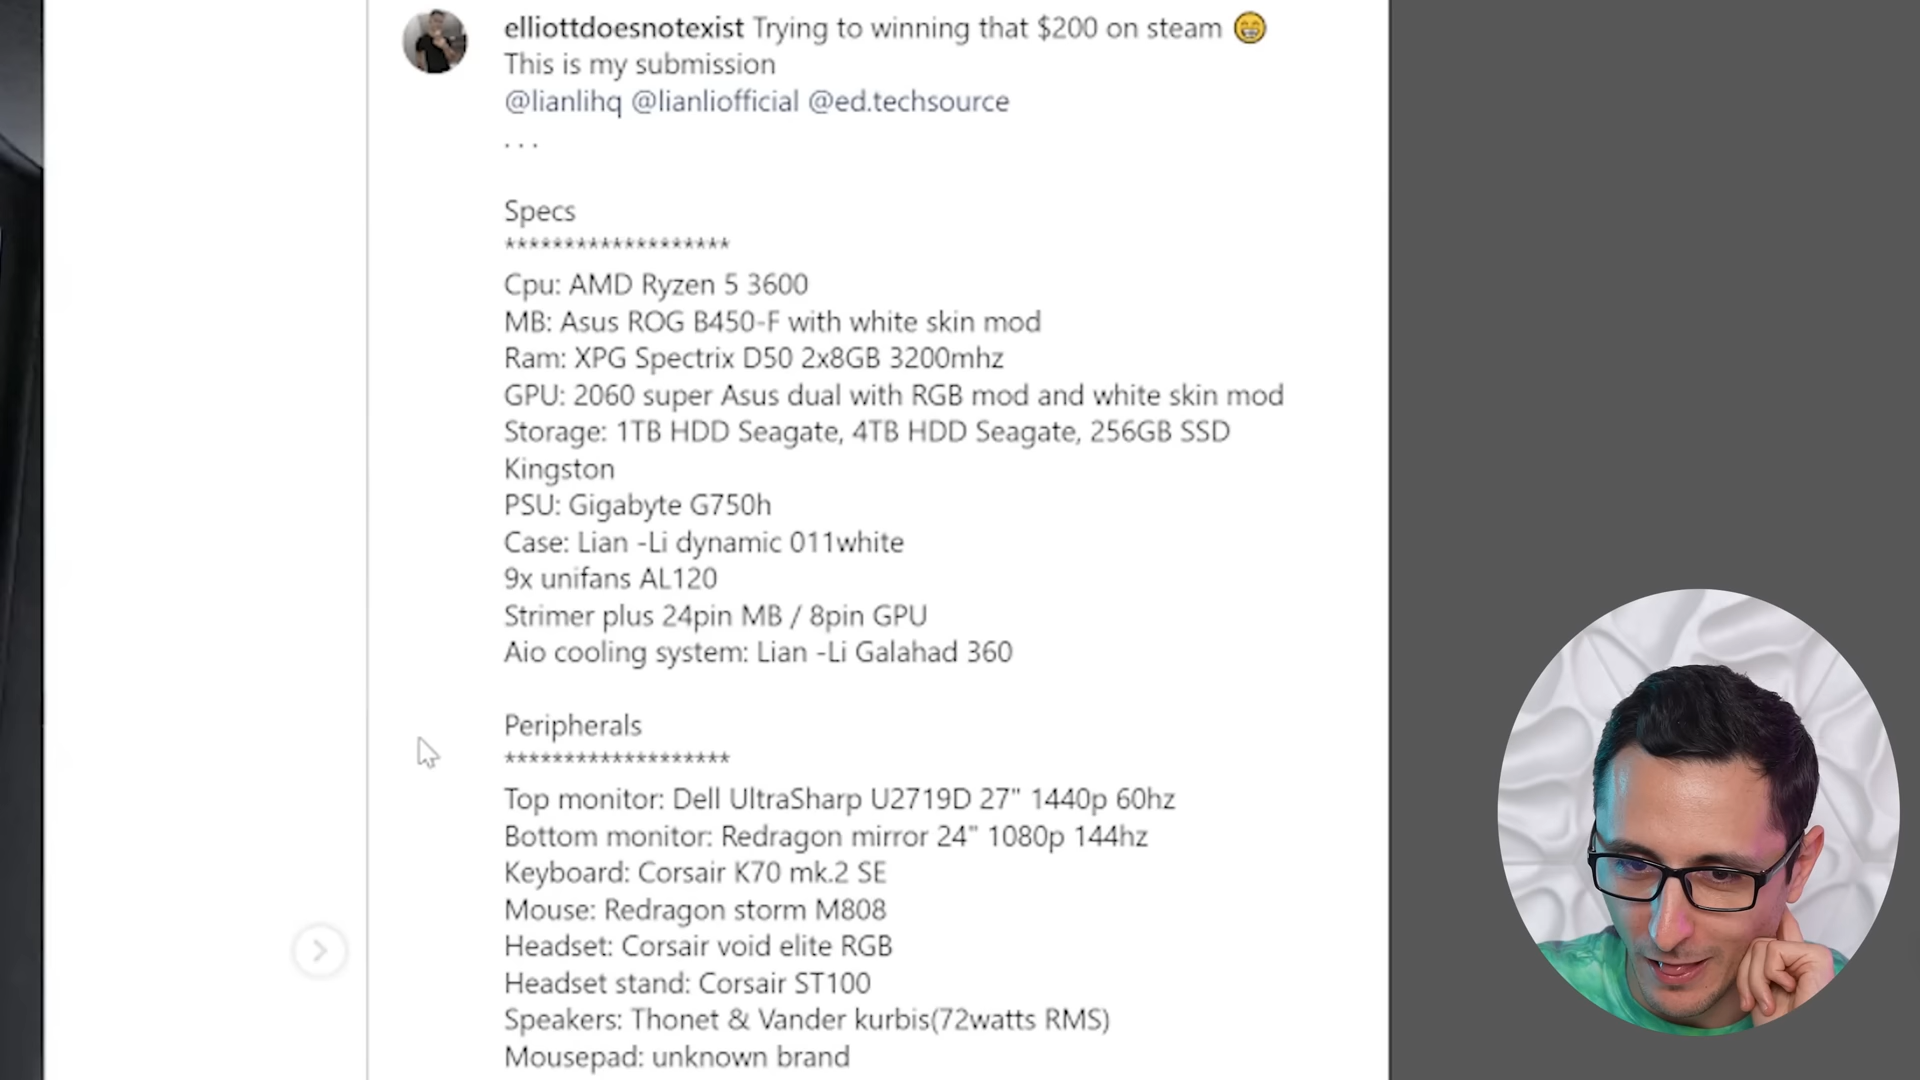 elliottdoesnotexist Trying to winning that $200 on steam 😁
This is my submission
@lianlihq @lianliofficial @ed.techsource
. . .
Specs
*******************
Cpu: AMD Ryzen 5 3600
MB: Asus ROG B450-F with white skin mod
Ram: XPG Spectrix D50 2x8GB 3200mhz
GPU: 2060 super Asus dual with RGB mod and white skin mod
Storage: 1TB HDD Seagate, 4TB HDD Seagate, 256GB SSD
Kingston
PSU: Gigabyte G750h
Case: Lian -Li dynamic 011white
9x unifans AL120
Strimer plus 24pin MB / 8pin GPU
Aio cooling system: Lian -Li Galahad 360
Peripherals
*******************
Top monitor: Dell UltraSharp U2719D 27" 1440p 60hz
Bottom monitor: Redragon mirror 24" 1080p 144hz
Keyboard: Corsair K70 mk.2 SE
Mouse: Redragon storm M808
Headset: Corsair void elite RGB
Headset stand: Corsair ST100
Speakers: Thonet & Vander kurbis(72watts RMS)
Mousepad: unknown brand